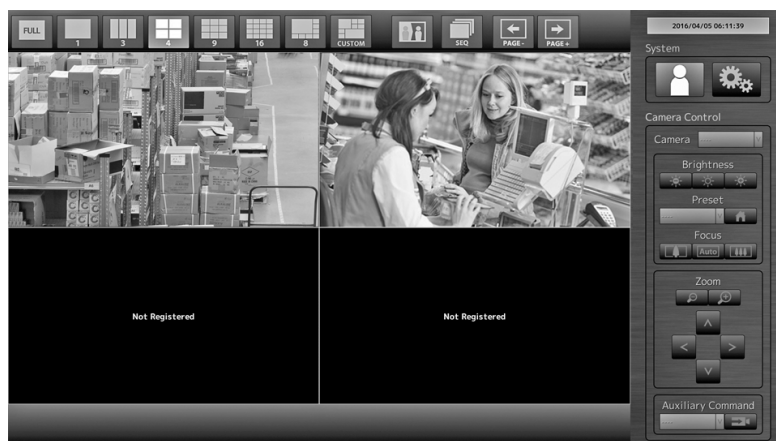 FULL
1
3
4
9
16
8
CUSTOM
SEQ
PAGE-
PAGE+
2016/04/05 06:11:39
System
Camera Control
Camera
Brightness
Preset
Focus
[Auto]
Zoom
Not Registered
Not Registered
Auxiliary Command